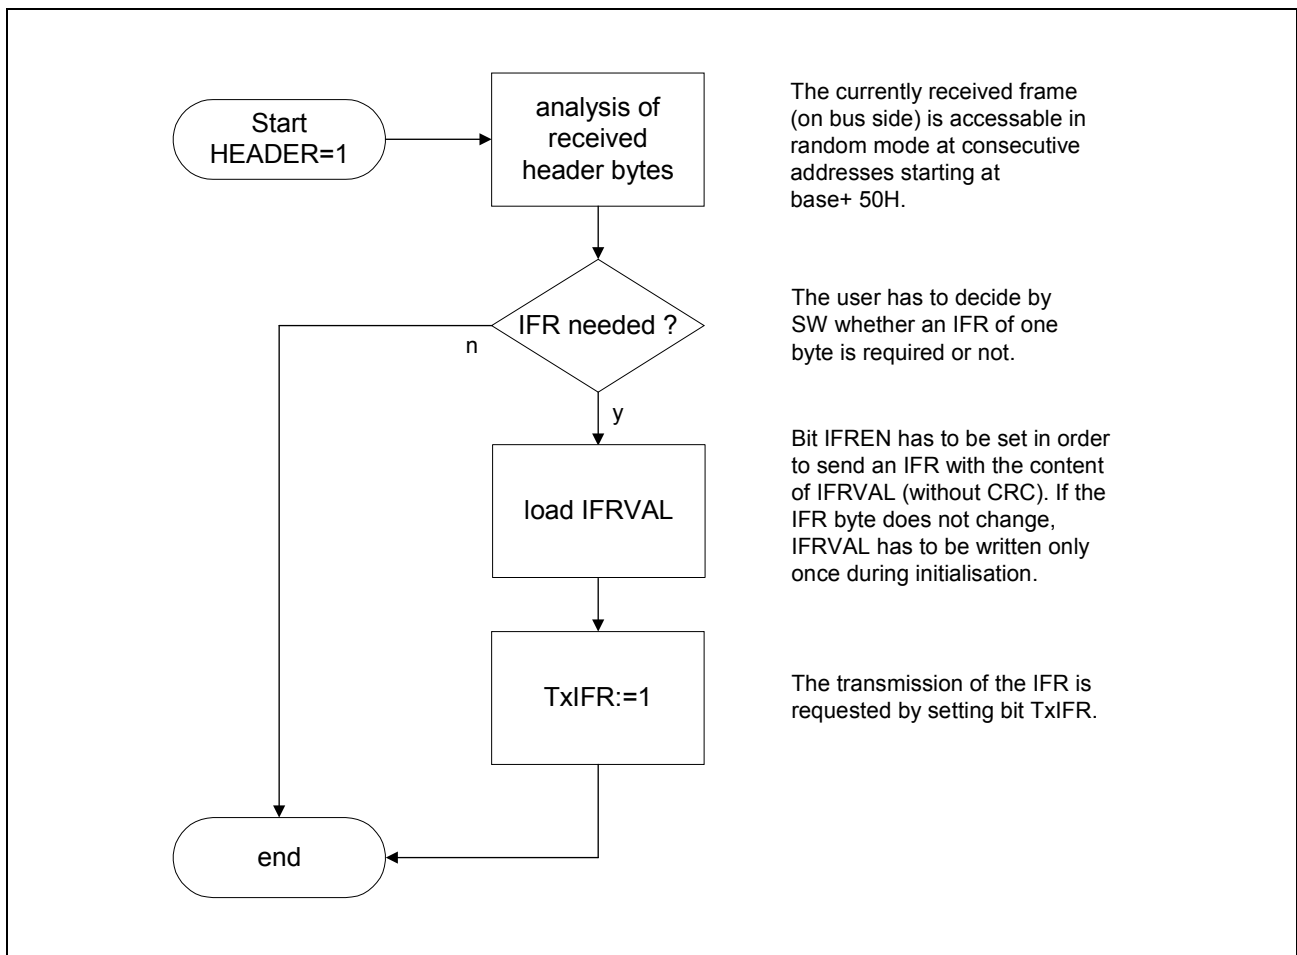 Start
HEADER=1
analysis of
received
header bytes
The currently received frame
(on bus side) is accessable in
random mode at consecutive
addresses starting at
base+ 50H.
IFR needed ?
n
y
The user has to decide by
SW whether an IFR of one
byte is required or not.
load IFRVAL
Bit IFREN has to be set in order
to send an IFR with the content
of IFRVAL (without CRC). If the
IFR byte does not change,
IFRVAL has to be written only
once during initialisation.
TxIFR:=1
The transmission of the IFR is
requested by setting bit TxIFR.
end